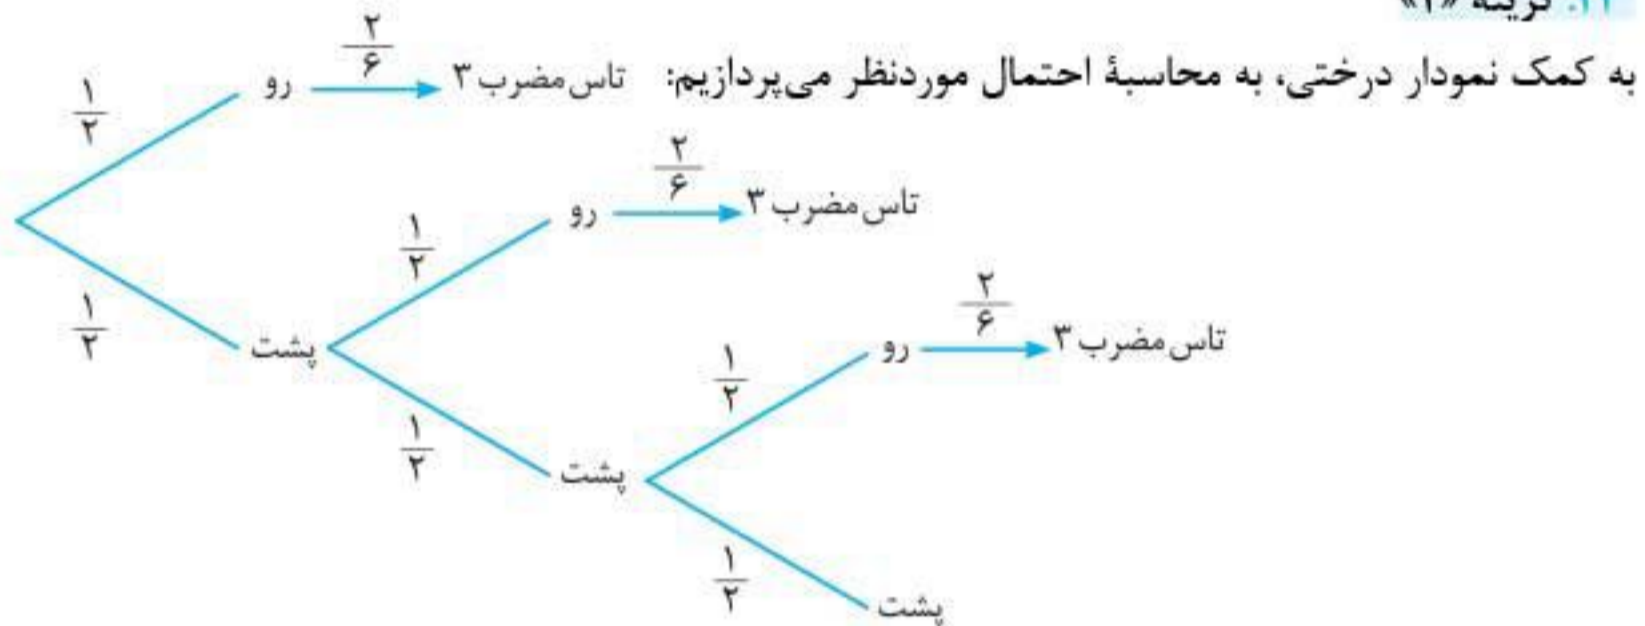 گزینه «۲»
به کمک نمودار درختی، به محاسبهٔ احتمال موردنظر می‌پردازیم:
۱/۲ رو ۲/۶ تاس مضرب ۳
۱/۲ پشت
۱/۲ رو ۲/۶ تاس مضرب ۳
۱/۲ پشت
۱/۲ رو ۲/۶ تاس مضرب ۳
۱/۲ پشت